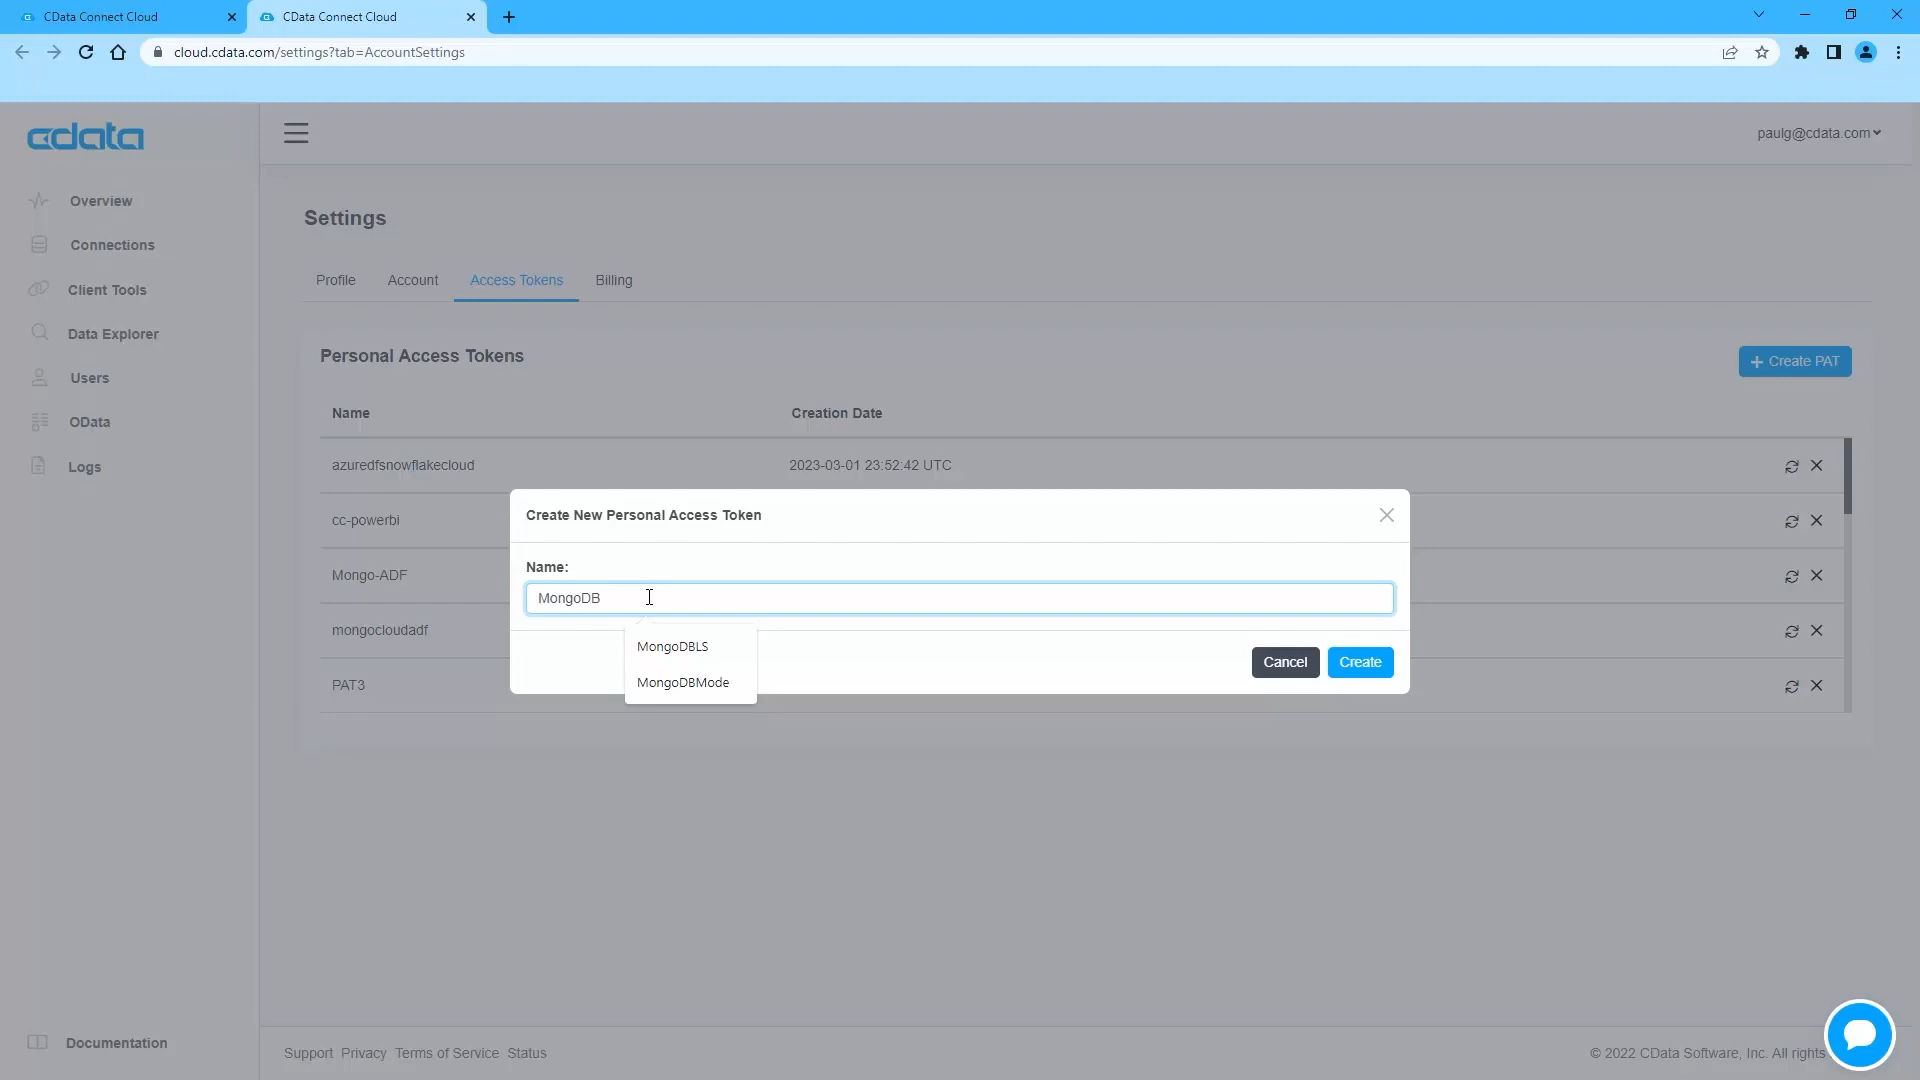 CData Connect Cloud
CData Connect Cloud
cloud.cdata.com/settings?tab=AccountSettings
cdata
paulg@cdata.com
Overview
Connections
Client Tools
Data Explorer
Users
OData
Logs
Documentation
Settings
Profile Account Access Tokens Billing
Personal Access Tokens
+ Create PAT
Name Creation Date
azuredfsnowflakecloud 2023-03-01 23:52:42 UTC
cc-powerbi
Mongo-ADF
mongocloudadf
PAT3
Create New Personal Access Token
Name:
MongoDB
MongoDBLS
MongoDBMode
Cancel Create
Support Privacy Terms of Service Status
© 2022 CData Software, Inc. All rights